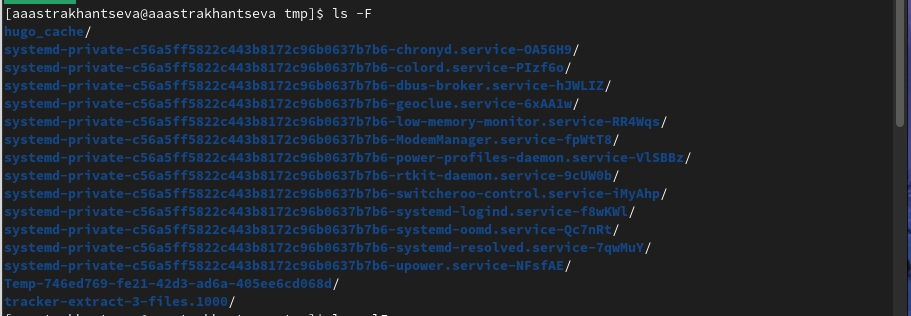 [aaastrakhantseva@aaastrakhantseva tmp]$ ls -F
hugo_cache/
systemd-private-c56a5ff5822c443b8172c96b0637b7b6-chronyd.service-OA56H9/
systemd-private-c56a5ff5822c443b8172c96b0637b7b6-colord.service-PIzf6o/
systemd-private-c56a5ff5822c443b8172c96b0637b7b6-dbus-broker.service-hJWLIZ/
systemd-private-c56a5ff5822c443b8172c96b0637b7b6-geoclue.service-6xAA1w/
systemd-private-c56a5ff5822c443b8172c96b0637b7b6-low-memory-monitor.service-RR4Wqs/
systemd-private-c56a5ff5822c443b8172c96b0637b7b6-ModemManager.service-fpWtT8/
systemd-private-c56a5ff5822c443b8172c96b0637b7b6-power-profiles-daemon.service-VlSBBz/
systemd-private-c56a5ff5822c443b8172c96b0637b7b6-rtkit-daemon.service-9cUW0b/
systemd-private-c56a5ff5822c443b8172c96b0637b7b6-switcheroo-control.service-iMyAhp/
systemd-private-c56a5ff5822c443b8172c96b0637b7b6-systemd-logind.service-f8wKWl/
systemd-private-c56a5ff5822c443b8172c96b0637b7b6-systemd-oomd.service-Qc7nRt/
systemd-private-c56a5ff5822c443b8172c96b0637b7b6-systemd-resolved.service-7qwMuY/
systemd-private-c56a5ff5822c443b8172c96b0637b7b6-upower.service-NFsfAE/
Temp-746ed769-fe21-42d3-ad6a-405ee6cd068d/
tracker-extract-3-files.1000/